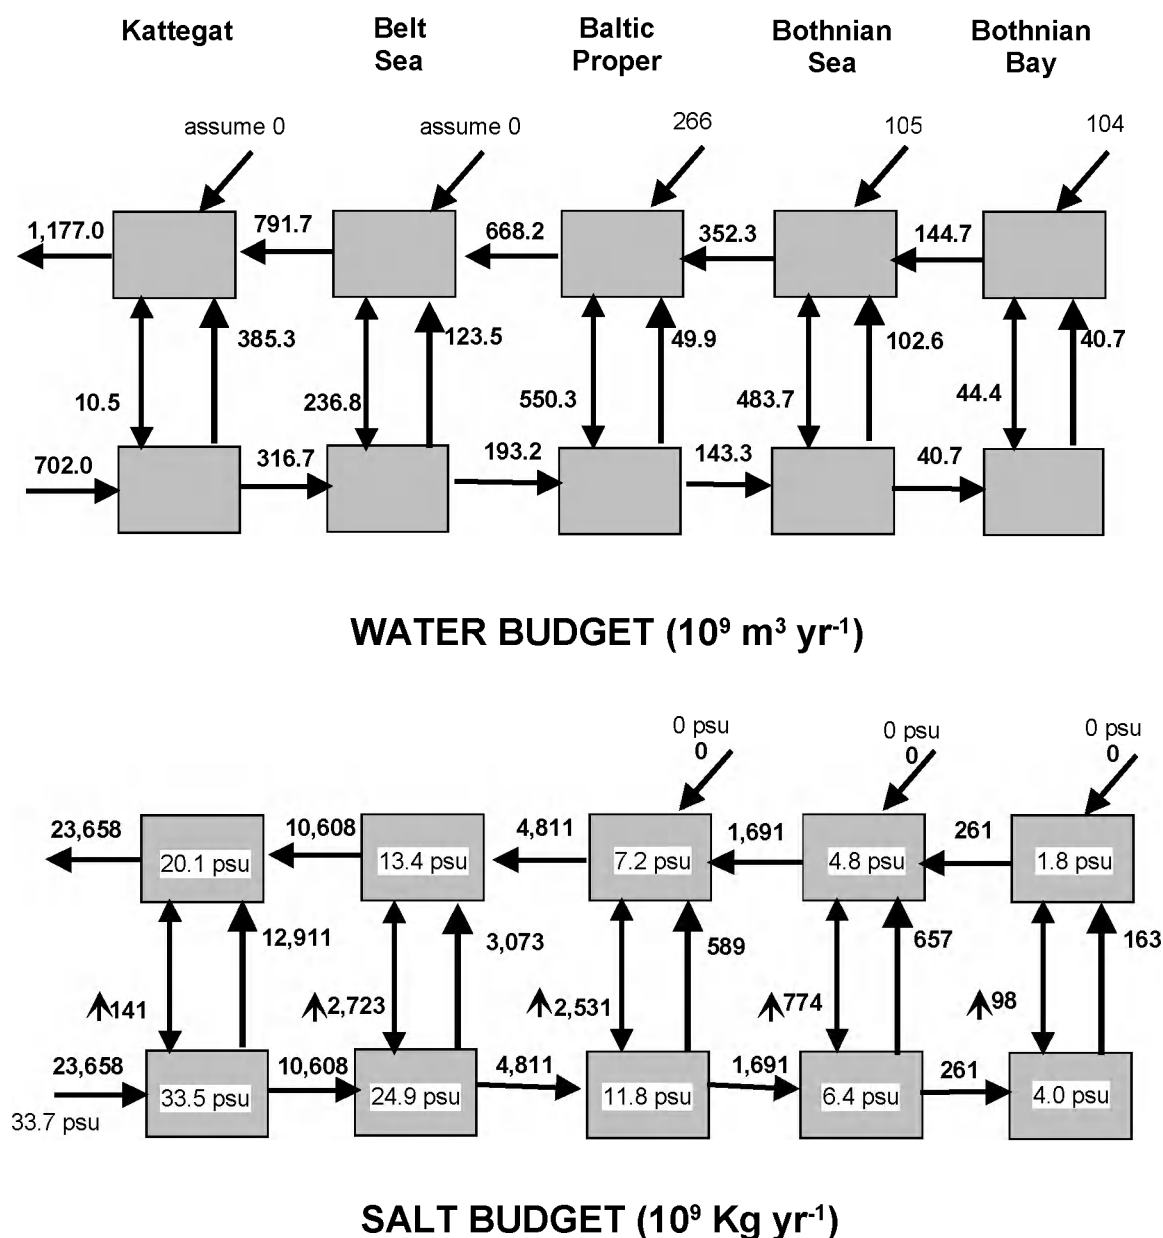 Kattegat
Belt
Sea
Baltic
Proper
Bothnian
Sea
Bothnian
Bay
assume 0
assume 0
266
105
104
1,177.0
791.7
668.2
352.3
144.7
385.3
123.5
49.9
102.6
40.7
10.5
236.8
550.3
483.7
44.4
702.0
316.7
193.2
143.3
40.7
WATER BUDGET (10⁹ m³ yr⁻¹)
0 psu
0
0 psu
0
0 psu
0
23,658
10,608
4,811
1,691
261
20.1 psu
13.4 psu
7.2 psu
4.8 psu
1.8 psu
12,911
3,073
589
657
163
141
2,723
2,531
774
98
23,658
10,608
4,811
1,691
261
33.7 psu
33.5 psu
24.9 psu
11.8 psu
6.4 psu
4.0 psu
SALT BUDGET (10⁹ Kg yr⁻¹)